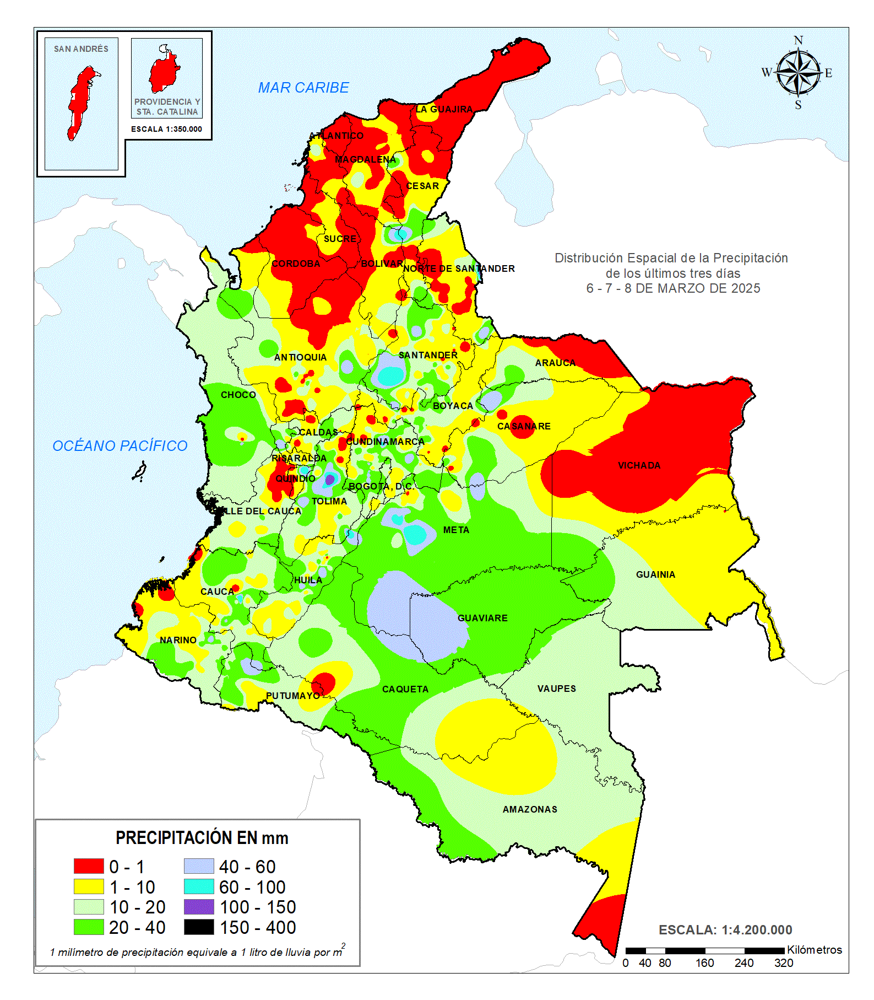 SAN ANDRÉS
PROVIDENCIA Y
STA. CATALINA
ESCALA 1:350.000
MAR CARIBE
N
W E
S
LA GUAJIRA
ATLANTICO
MAGDALENA
CESAR
SUCRE
CORDOBA
BOLIVAR
NORTE DE SANTANDER
Distribución Espacial de la Precipitación
de los últimos tres días
6 - 7 - 8 DE MARZO DE 2025
ANTIOQUIA
SANTANDER
ARAUCA
CHOCO
BOYACA
CASANARE
CALDAS
CUNDINAMARCA
OCÉANO PACÍFICO
RISARALDA
VICHADA
QUINDIO
BOGOTA, D.C.
TOLIMA
LLE DEL CAUCA
META
GUAINIA
HUILA
CAUCA
GUAVIARE
NARINO
CAQUETA
VAUPES
PUTUMAYO
AMAZONAS
PRECIPITACIÓN EN mm
0 - 1
1 - 10
10 - 20
20 - 40
40 - 60
60 - 100
100 - 150
150 - 400
1 milímetro de precipitación equivale a 1 litro de lluvia por m2
ESCALA: 1:4.200.000
Kilómetros
0 40 80 160 240 320